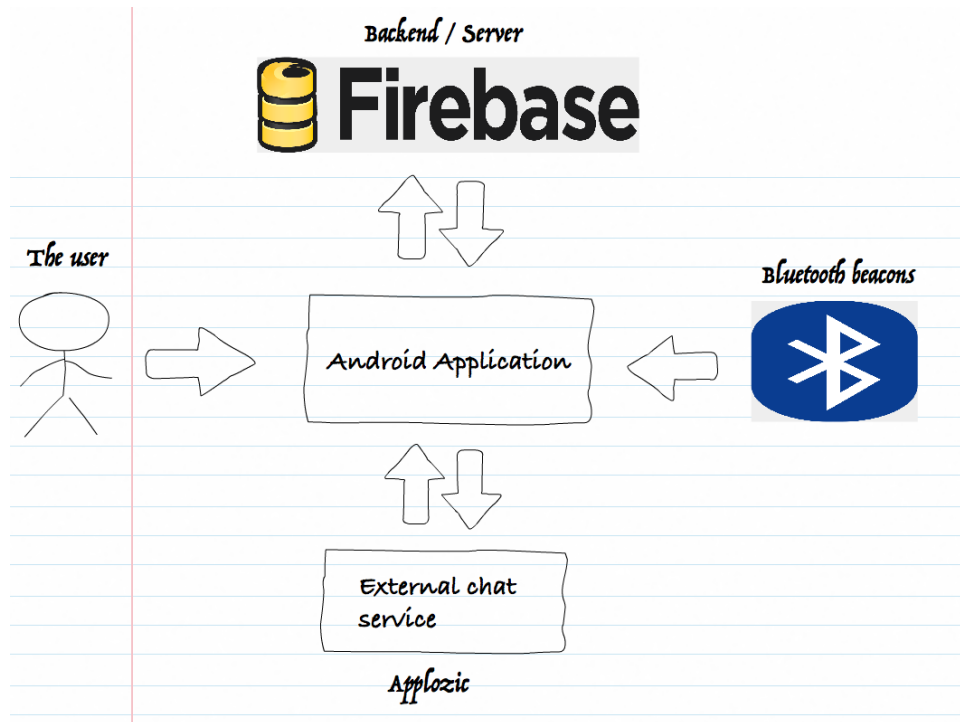 Backend / Server
Firebase
The user
Bluetooth beacons
Android Application
External chat
service
Applozic